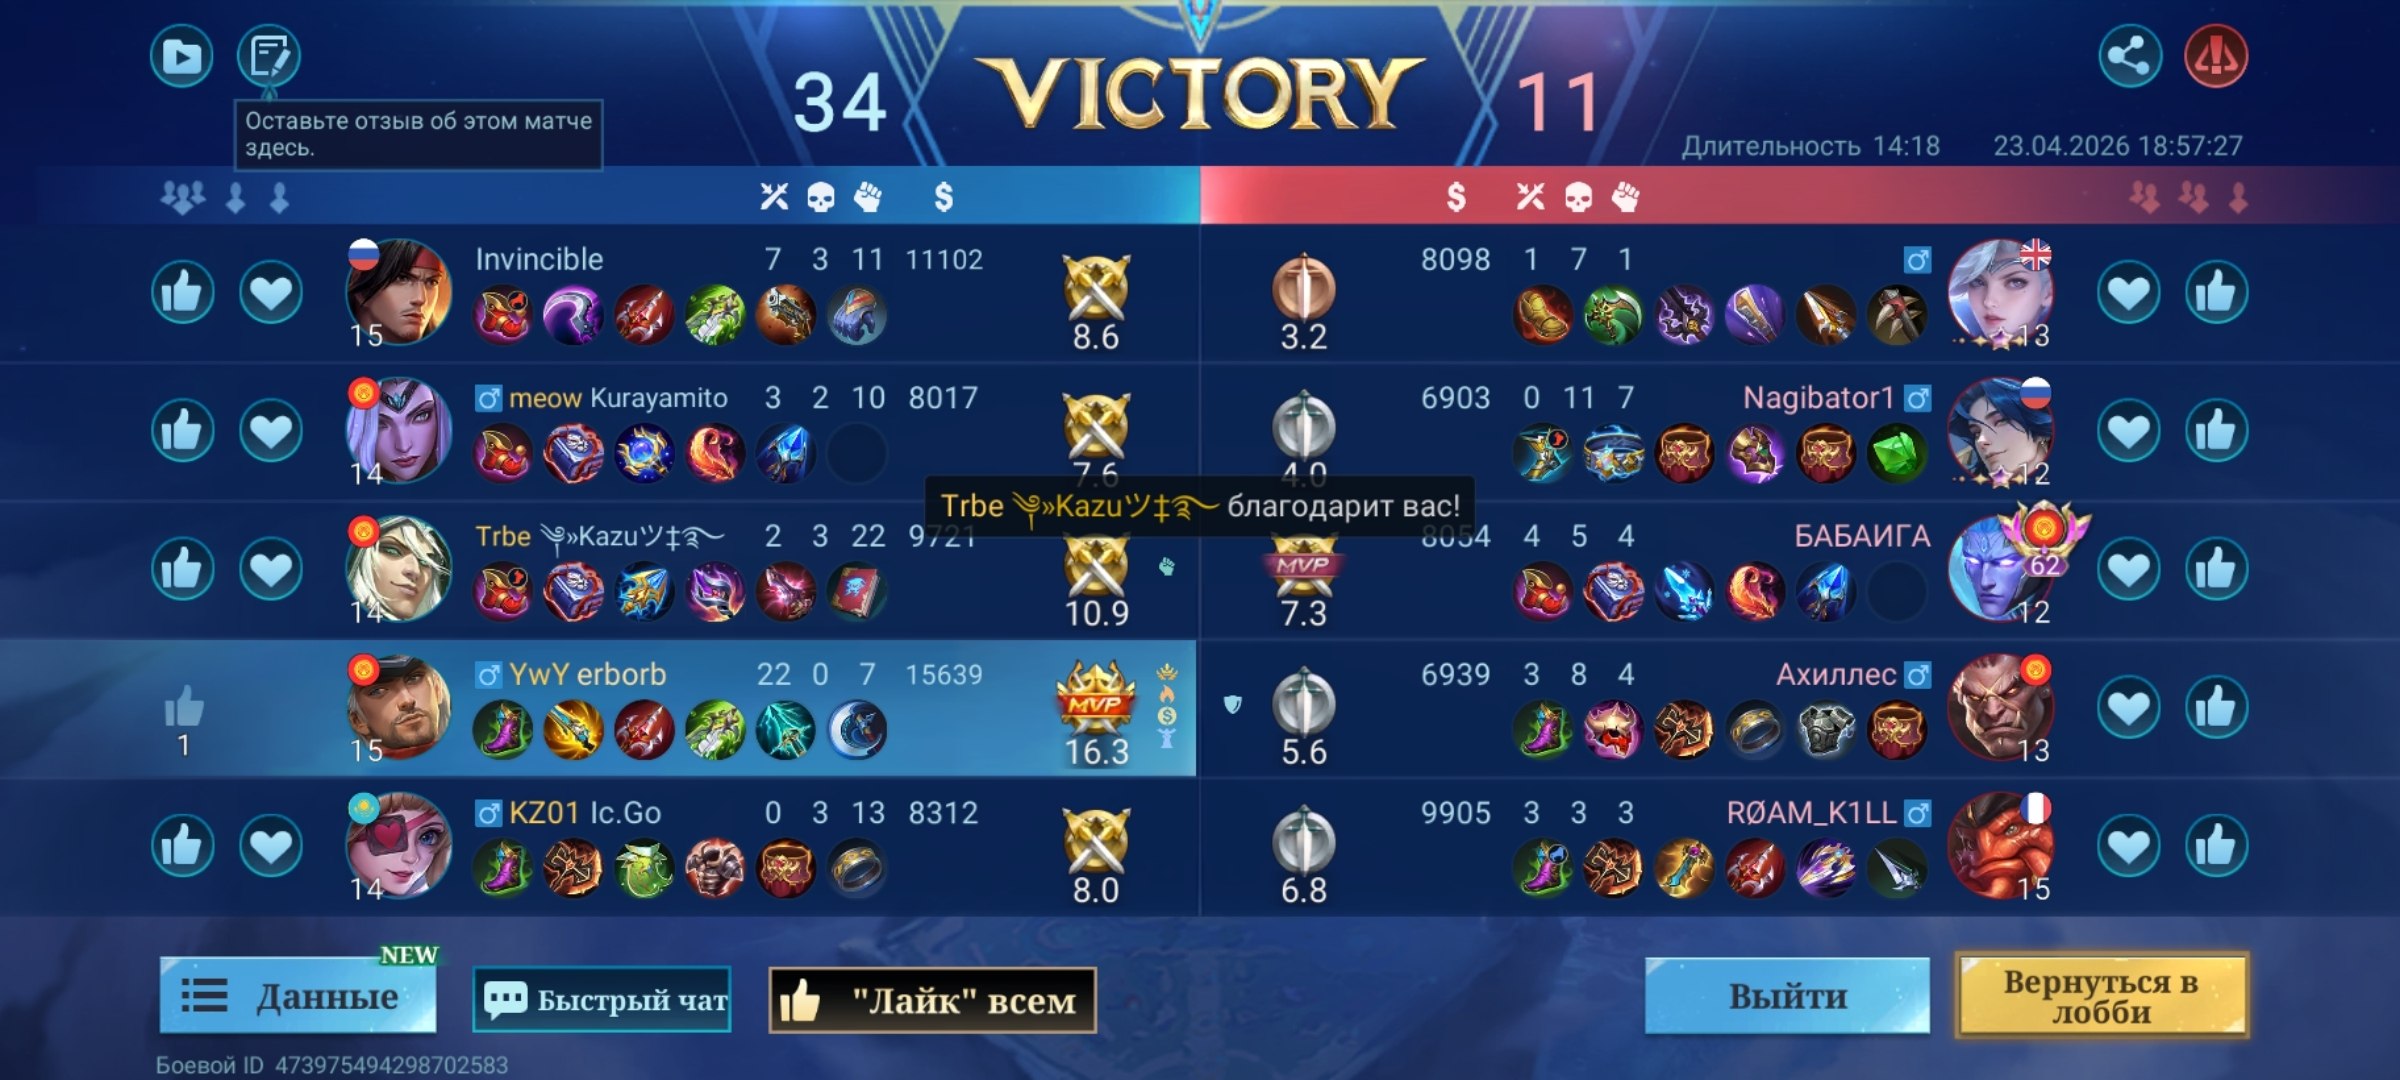 34 VICTORY 11
Оставьте отзыв об этом матче
здесь.
Длительность 14:18 23.04.2026 18:57:27
$ $
Invincible 7 3 11 11102
15 8.6
8098 1 7 1
3.2 13
meow Kurayamito 3 2 10 8017
14 7.6
6903 0 11 7 Nagibator1
4.0 12
Trbe ༆»Kazuツ‡࿐ благодарит вас!
Trbe ༆»Kazuツ‡࿐ 2 3 22 9721
14 10.9
8054 4 5 4 БАБАИГА
MVP 62
7.3 12
YwY erborb 22 0 7 15639
MVP
1 15 16.3
6939 3 8 4 Ахиллес
5.6 13
KZ01 Ic.Go 0 3 13 8312
14 8.0
9905 3 3 3 RØAM_K1LL
6.8 15
NEW
Данные
Быстрый чат
"Лайк" всем
Выйти
Вернуться в
лобби
Боевой ID 473975494298702583